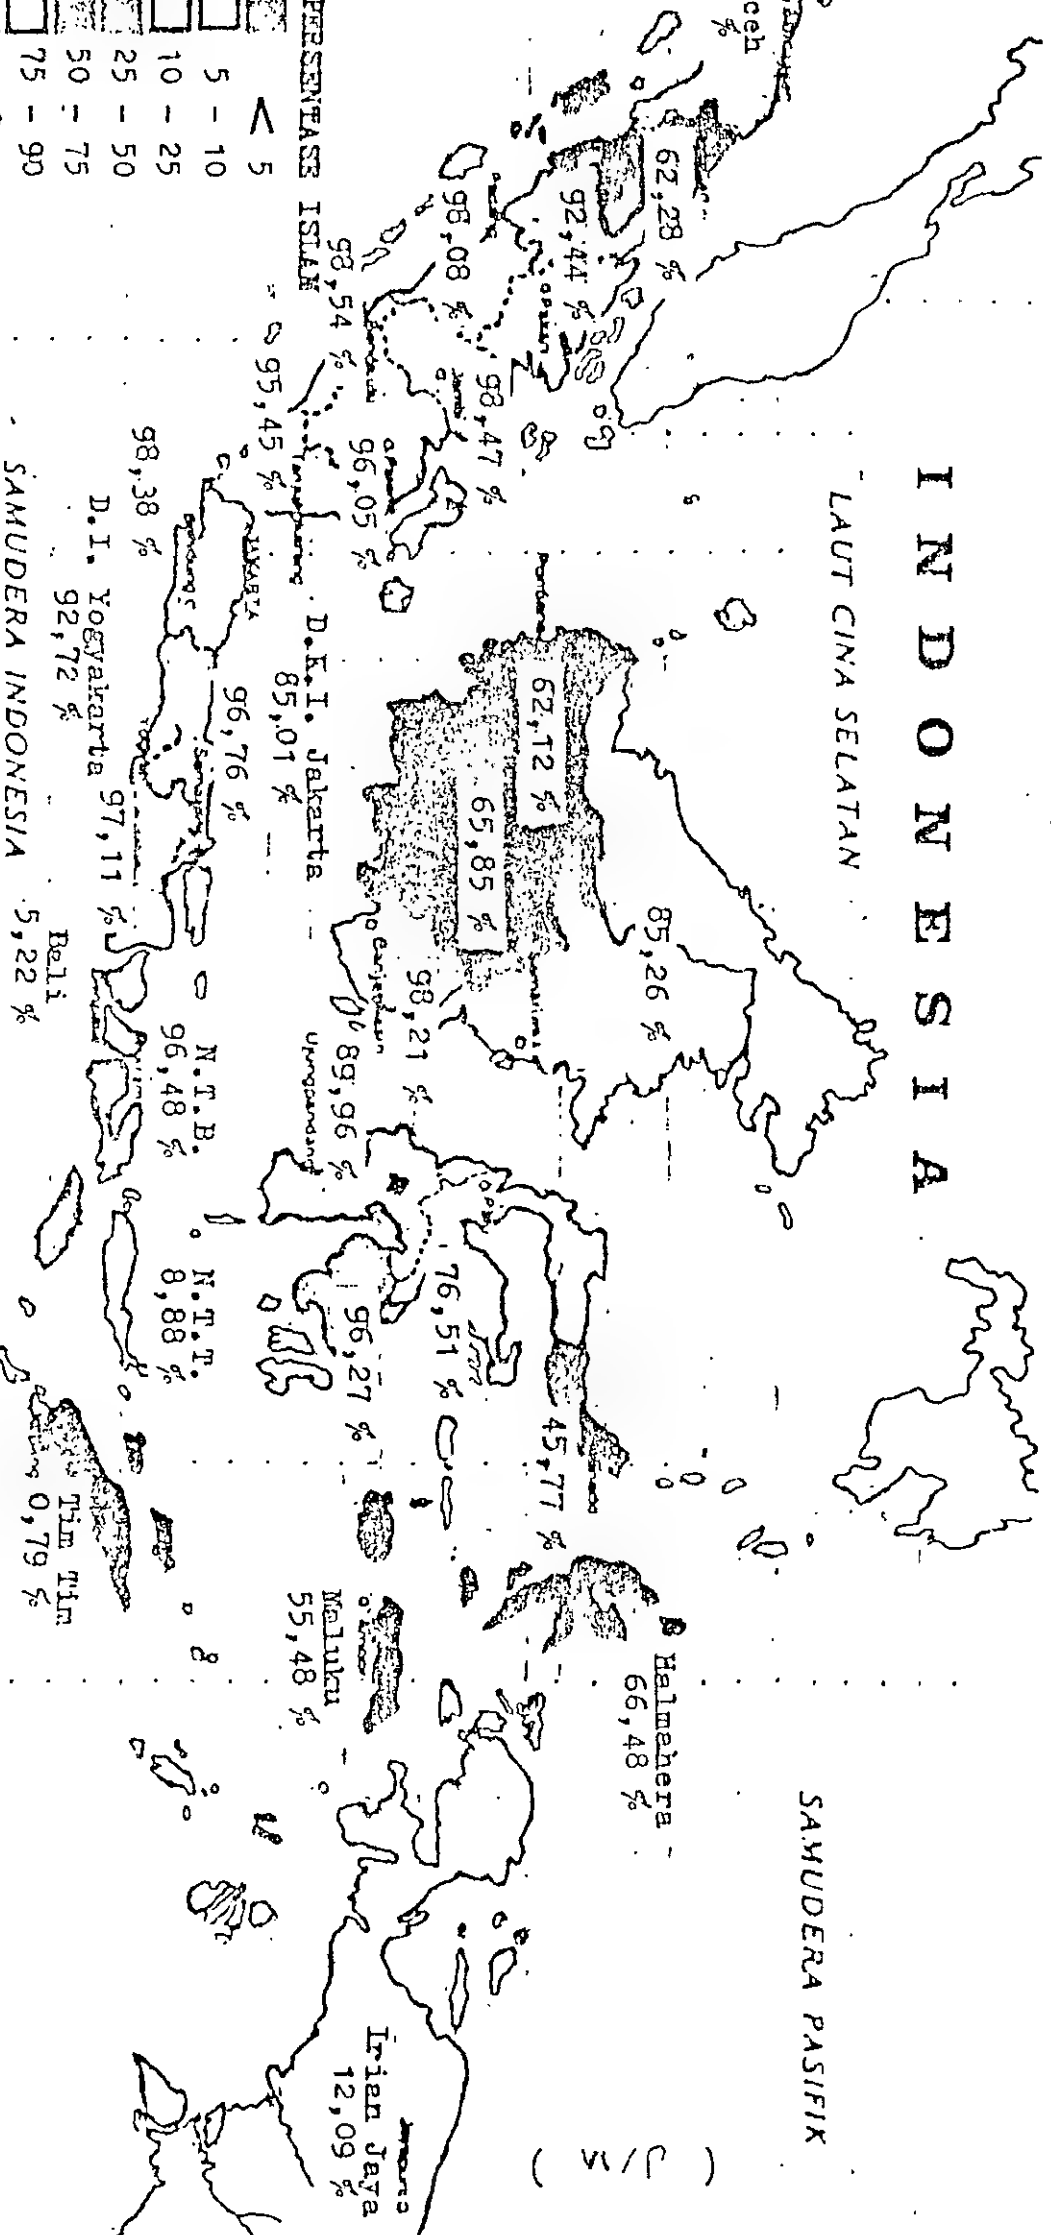 I N D O N E S I A
LAUT CINA SELATAN
SAMUDERA PASIFIK
ceh
%
62,28 %
92,44 %
98,08 %
98,47 %
98,54 %
96,05 %
95,45 %
62,12 %
65,85 %
85,26 %
98,21 %
89,96 %
45,77 %
76,51 %
96,27 %
Halmahera
66,48 %
Maluku
55,48 %
Irian Jaya
12,09 %
( J/M )
D.K.I. Jakarta
85,01 %
JAKARTA
96,76 %
98,38 %
D.I. Yogyakarta
92,72 %
97,11 %
Bali
5,22 %
N.T.B.
96,48 %
N.T.T.
8,88 %
Tim Tim
0,79 %
SAMUDERA INDONESIA
PERSENTASE ISLAM
< 5
5 - 10
10 - 25
25 - 50
50 - 75
75 - 90